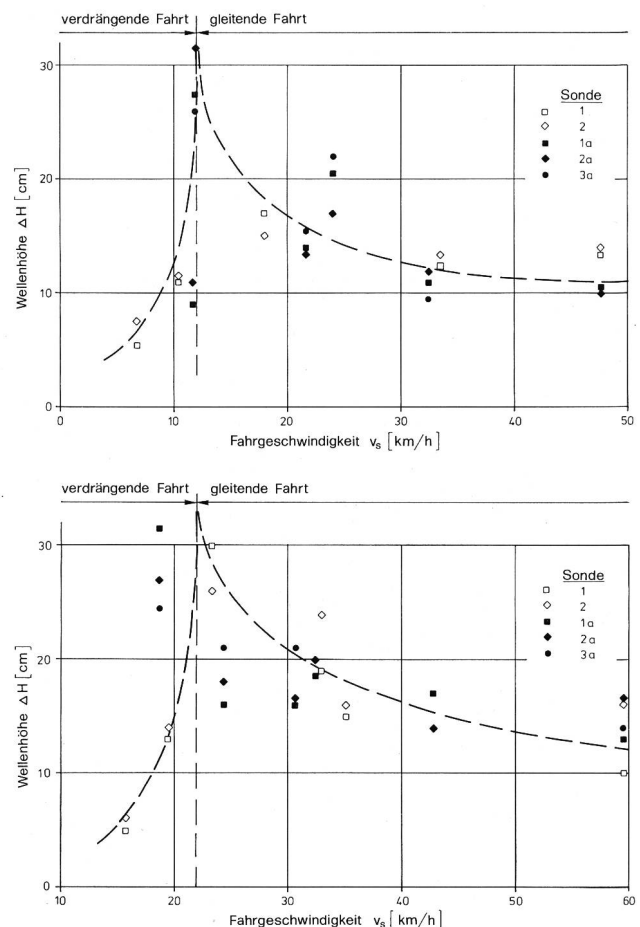 verdrängende Fahrt gleitende Fahrt
30
20
10
0
Wellenhöhe ΔH [cm]
Sonde
□ 1
◇ 2
■ 1a
◆ 2a
● 3a
0 10 20 30 40 50
Fahrgeschwindigkeit vs [km/h]
verdrängende Fahrt gleitende Fahrt
30
20
10
0
Wellenhöhe ΔH [cm]
Sonde
□ 1
◇ 2
■ 1a
◆ 2a
● 3a
10 20 30 40 50 60
Fahrgeschwindigkeit vs [km/h]